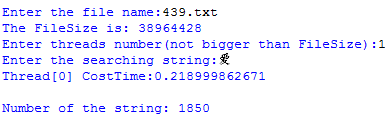 Enter the file name:439.txt
The FileSize is: 38964428
Enter threads number(not bigger than FileSize):1
Enter the searching string:爱
Thread[0] CostTime:0.218999862671
Number of the string: 1850